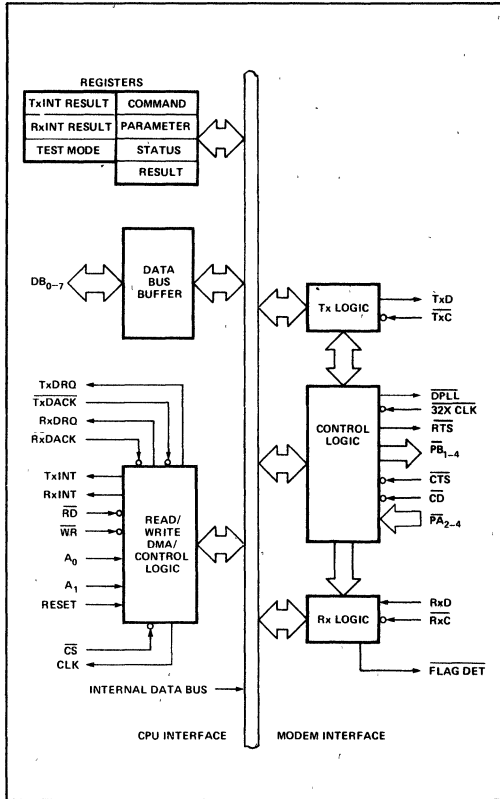 REGISTERS
TxINT RESULT COMMAND
RxINT RESULT PARAMETER
TEST MODE STATUS
RESULT
DB0–7
DATA
BUS
BUFFER
TxDRQ
TxDACK
RxDRQ
RxDACK
TxINT
RxINT
RD
WR
A0
A1
RESET
CS
CLK
READ/
WRITE
DMA/
CONTROL
LOGIC
INTERNAL DATA BUS
CPU INTERFACE
Tx LOGIC
TxD
TxC
CONTROL
LOGIC
DPLL
32X CLK
RTS
PB1–4
CTS
CD
PA2–4
Rx LOGIC
RxD
RxC
FLAG DET
MODEM INTERFACE